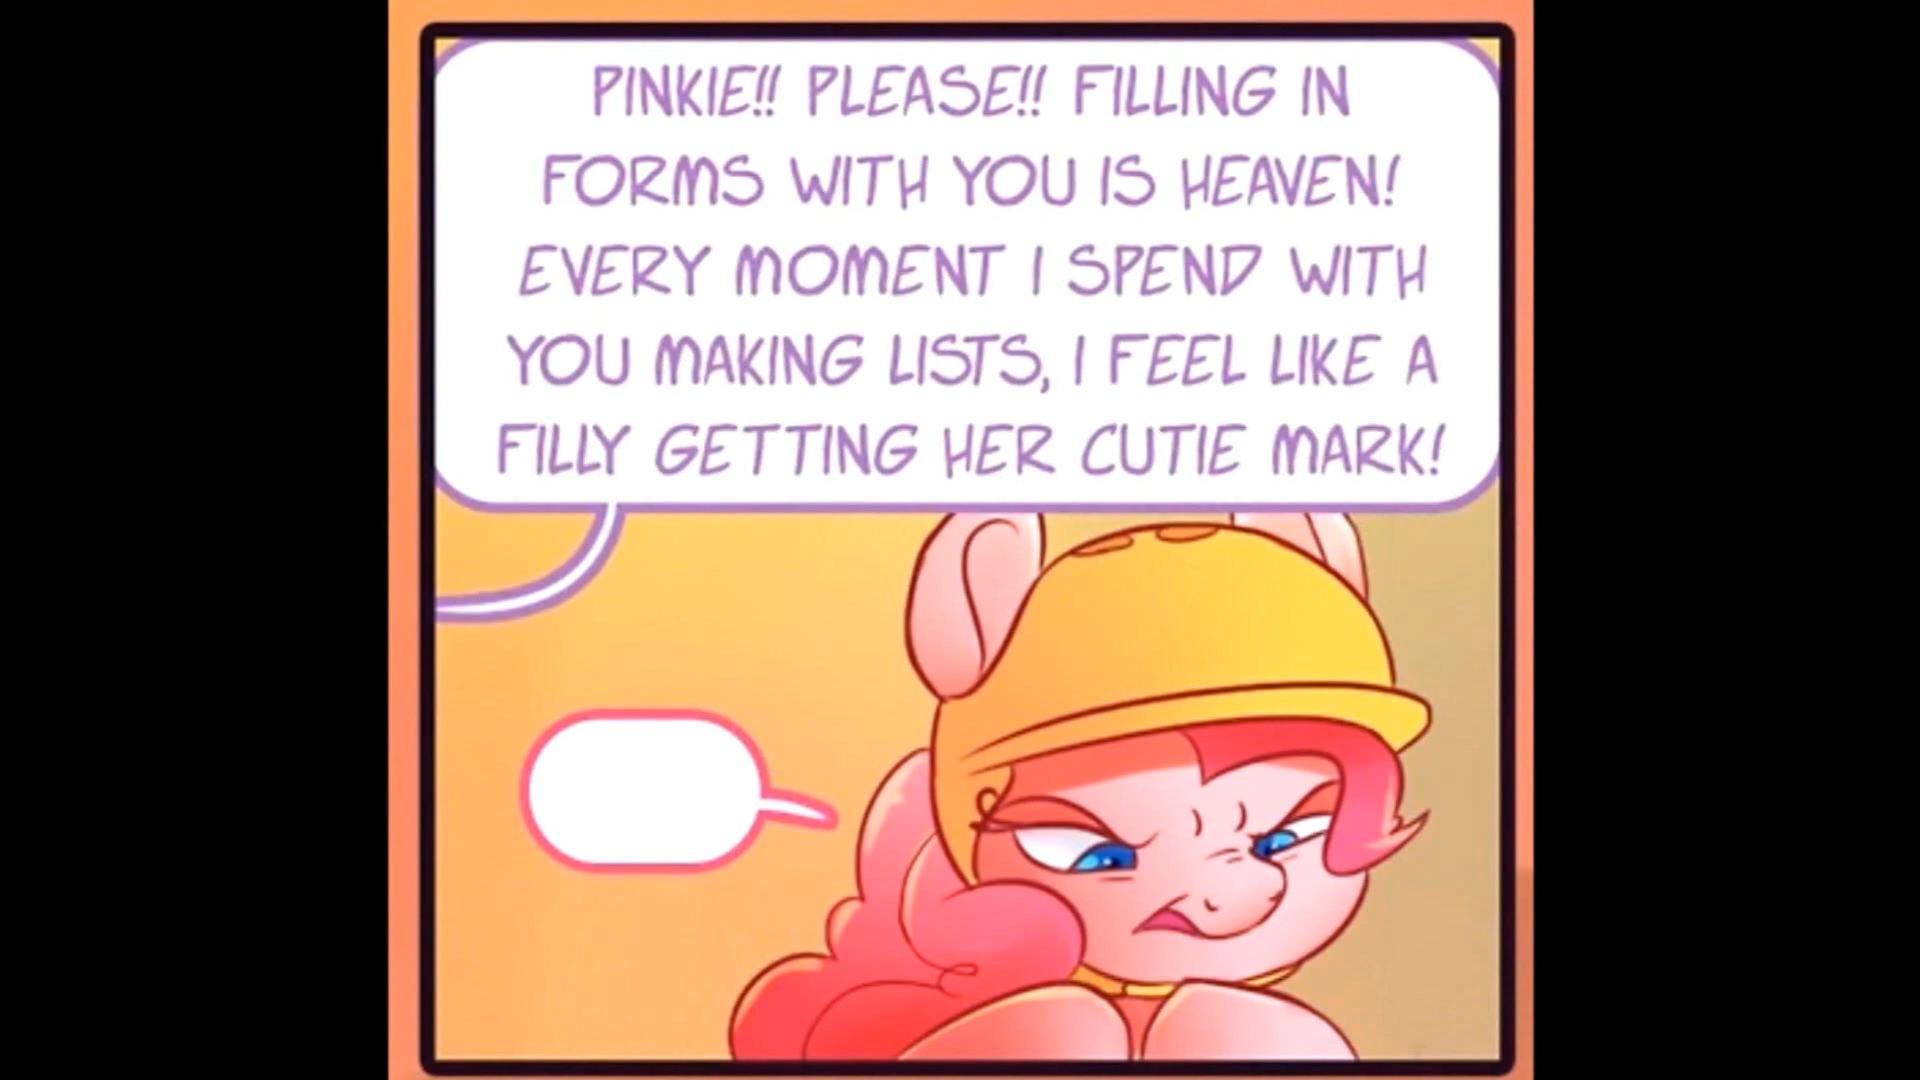 PINKIE!! PLEASE!! FILLING IN
FORMS WITH YOU IS HEAVEN!
EVERY MOMENT I SPEND WITH
YOU MAKING LISTS, I FEEL LIKE A
FILLY GETTING HER CUTIE MARK!